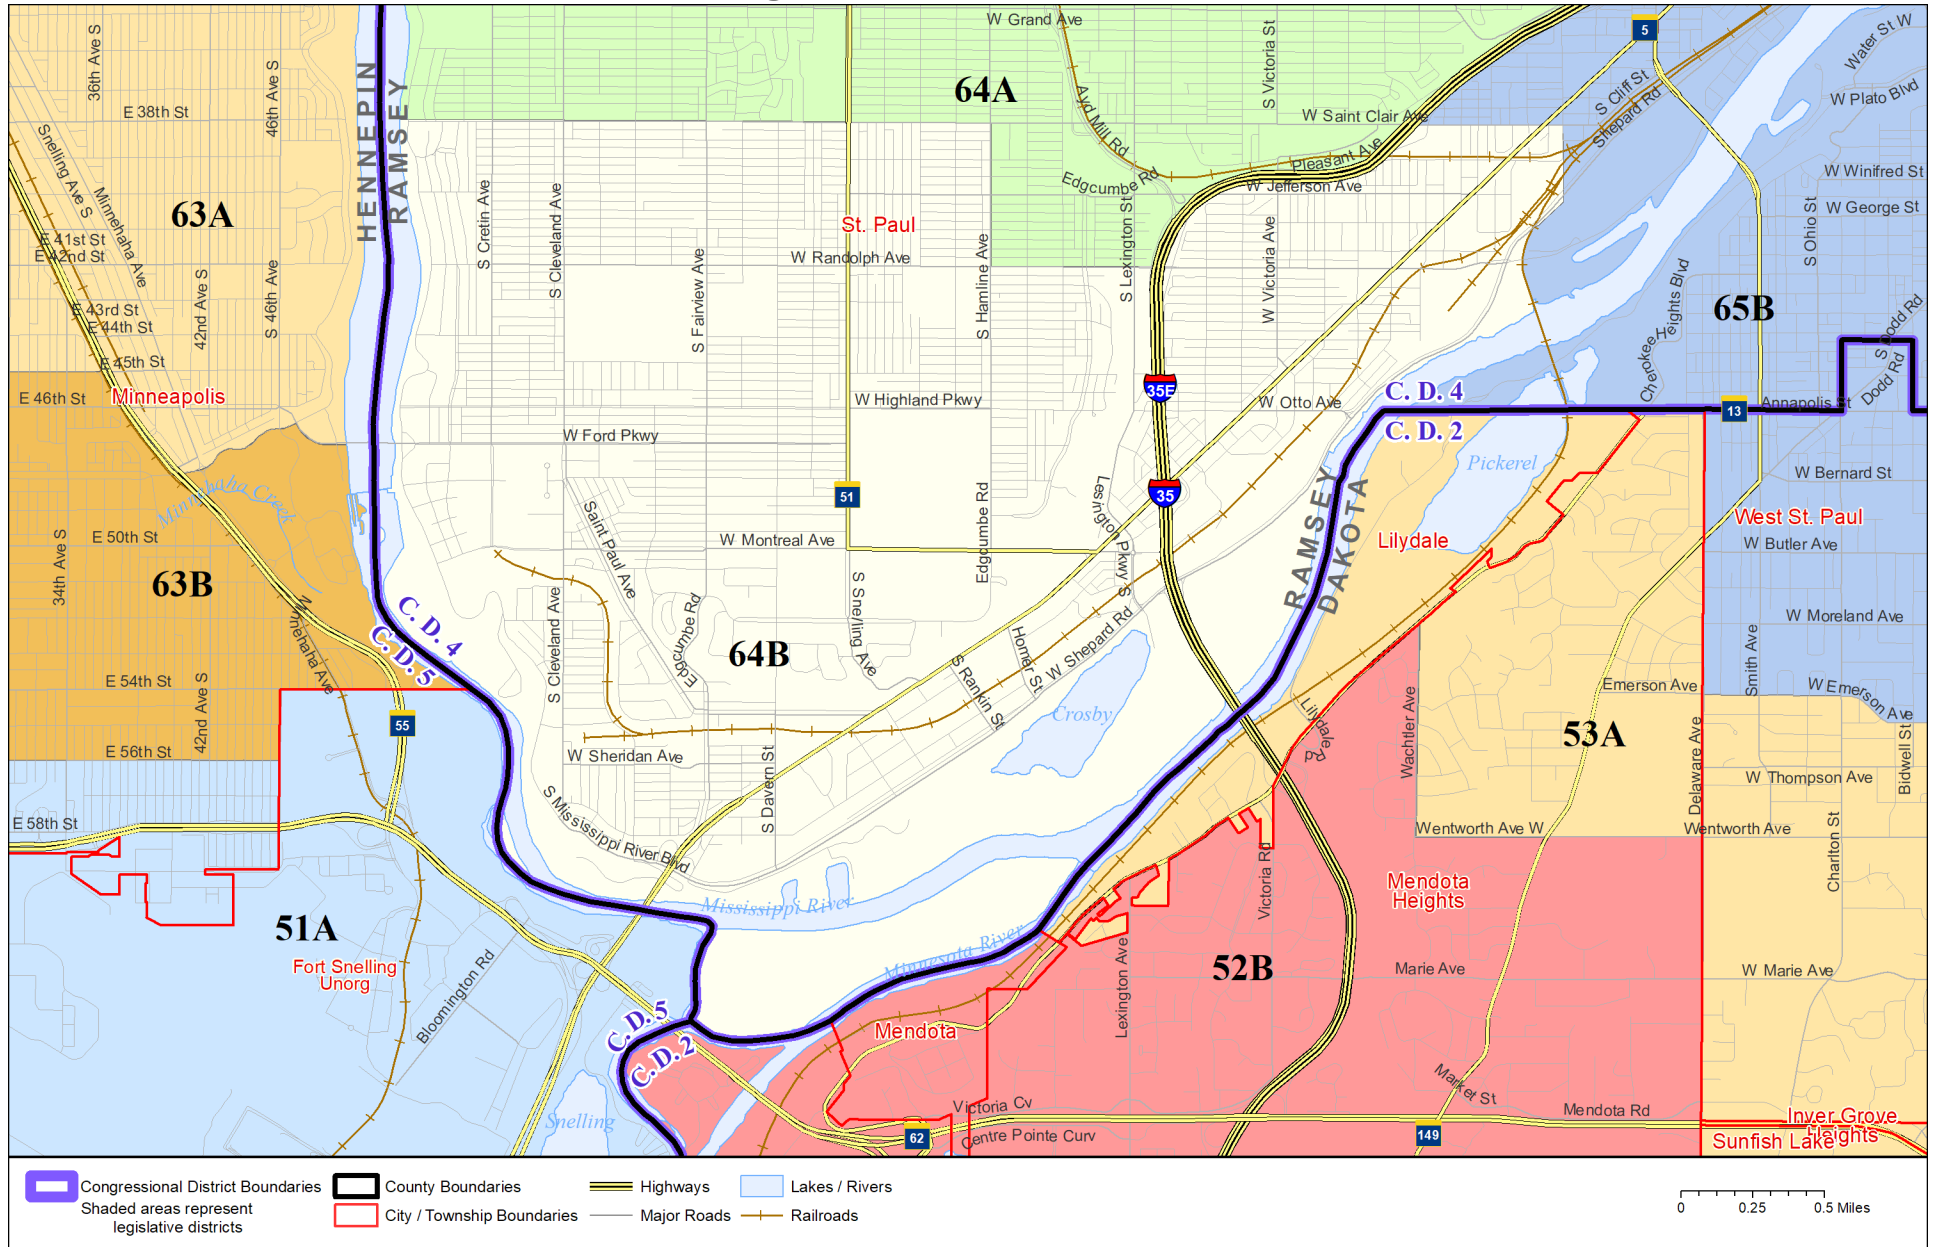 W Grand Ave
5
Water St W
36th Ave S
46th Ave S
HENNEPIN
RAMSEY
64A
S Victoria St
S Cliff St
Shepard Rd
W Plato Blvd
E 38th St
Ayd Mill Rd
W Saint Clair Ave
Snelling Ave S
Pleasant Ave
W Winifred St
Minnehaha Ave
63A
S Cretin Ave
S Cleveland Ave
Edgcumbe Rd
W Jefferson Ave
W George St
St. Paul
E 41st St
E 42nd St
W Randolph Ave
S Fairview Ave
S Hamline Ave
S Lexington St
W Victoria Ave
S Ohio St
42nd Ave S
S 46th Ave
E 43rd St
E 44th St
Cherokee Heights Blvd
65B
S Dodd Rd
Dodd Rd
E 45th St
35E
C. D. 4
E 46th St
Minneapolis
W Highland Pkwy
W Otto Ave
13
Annapolis St
C. D. 2
W Ford Pkwy
Pickerel
W Bernard St
Minnehaha Creek
51
35
RAMSEY
DAKOTA
Saint Paul Ave
Edgcumbe Rd
Lexington Pkwy S
West St. Paul
E 50th St
W Montreal Ave
Lilydale
W Butler Ave
34th Ave S
63B
Minnehaha Ave
C. D. 4
C. D. 5
S Cleveland Ave
Edgcumbe Rd
S Snelling Ave
Homer St
W Shepard Rd
W Moreland Ave
64B
S Rankin St
Smith Ave
E 54th St
42nd Ave S
Emerson Ave
W Emerson Ave
55
Crosby
Lilydale Rd
Wachtler Ave
53A
Delaware Ave
Bidwell St
E 56th St
W Sheridan Ave
S Davern St
W Thompson Ave
E 58th St
S Mississippi River Blvd
Wentworth Ave W
Wentworth Ave
Charlton St
Victoria Rd
Mendota
Heights
51A
Mississippi River
Minnesota River
Fort Snelling
Unorg
Bloomington Rd
Lexington Ave
52B
Marie Ave
W Marie Ave
C. D. 5
C. D. 2
Mendota
Snelling
Victoria Cv
Market St
Mendota Rd
62
Centre Pointe Curv
149
Inver Grove
Heights
Sunfish Lake
Congressional District Boundaries
County Boundaries
Highways
Lakes / Rivers
Shaded areas represent
legislative districts
City / Township Boundaries
Major Roads
Railroads
0 0.25 0.5 Miles